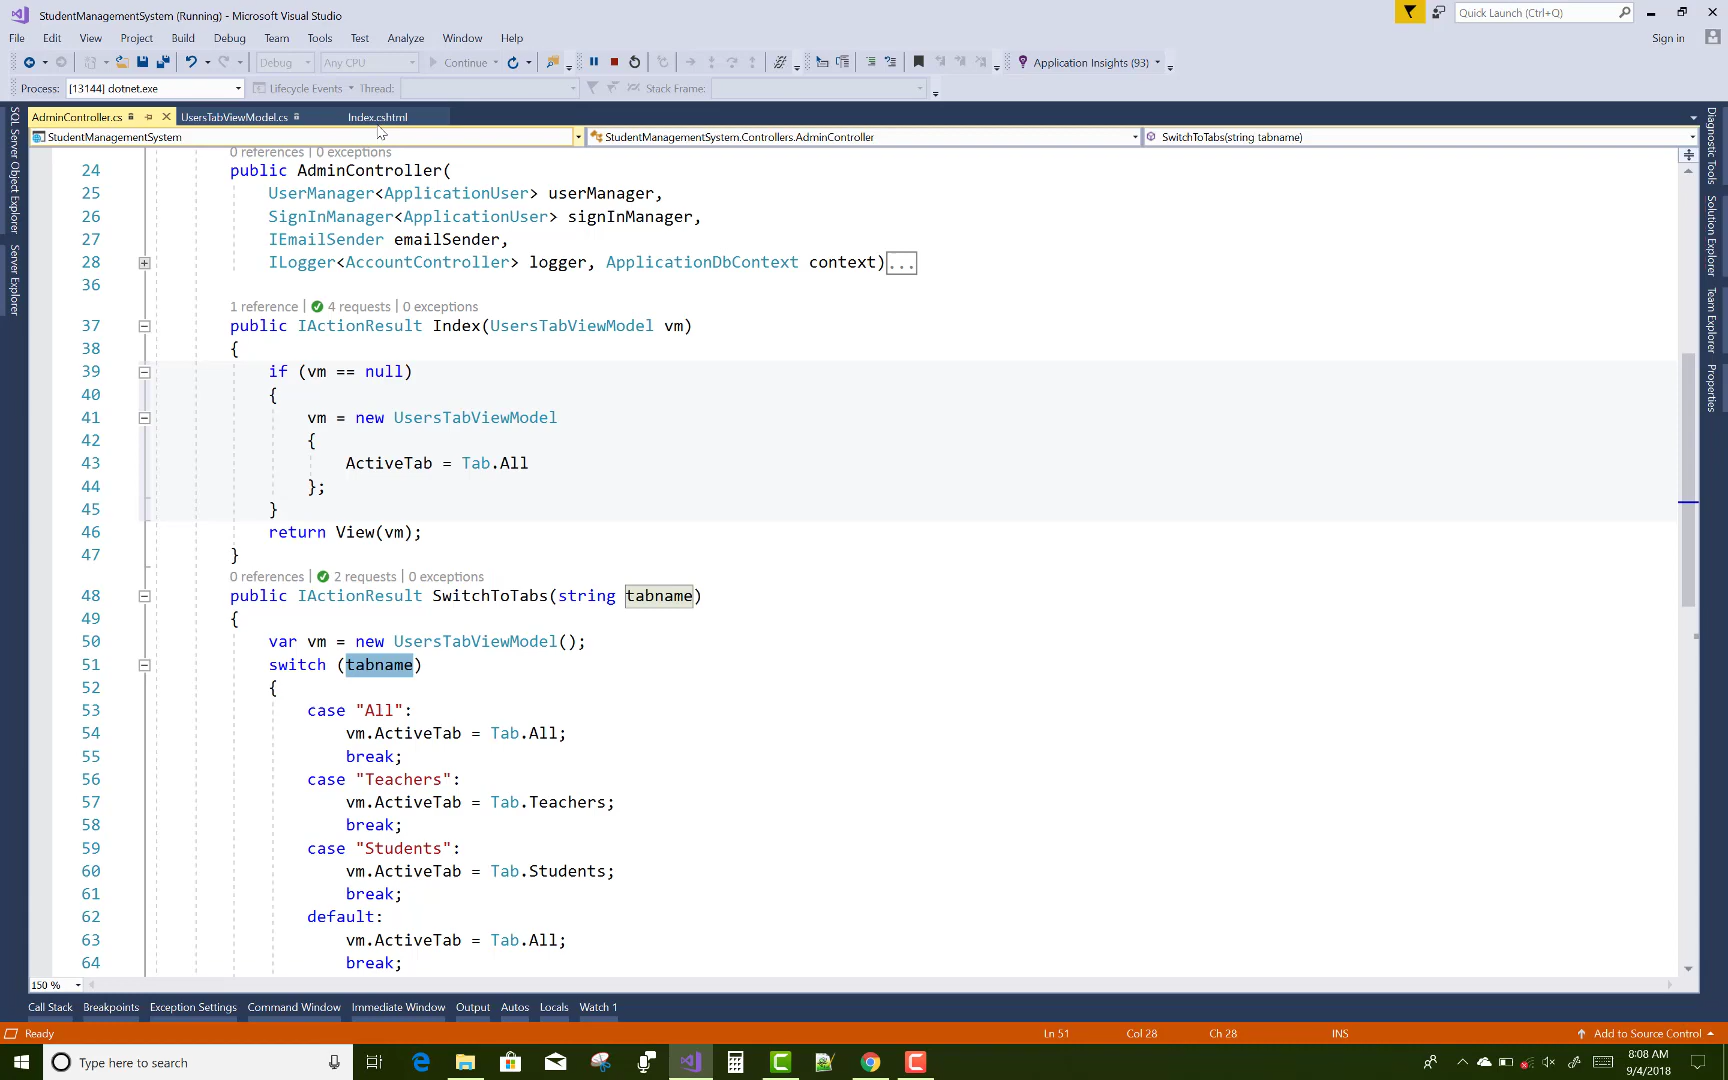 StudentManagementSystem (Running) - Microsoft Visual Studio
Quick Launch (Ctrl+Q)
File Edit View Project Build Debug Team Tools Test Analyze Window Help
Sign in
Debug Any CPU Continue Application Insights (93)
Process: [13144] dotnet.exe Lifecycle Events Thread: Stack Frame:
AdminController.cs UsersTabViewModel.cs Index.cshtml
StudentManagementSystem StudentManagementSystem.Controllers.AdminController SwitchToTabs(string tabname)
SQL Server Object Explorer
Server Explorer
Diagnostic Tools
Solution Explorer
Team Explorer
Properties
0 references | 0 exceptions
24 public AdminController(
25 UserManager<ApplicationUser> userManager,
26 SignInManager<ApplicationUser> signInManager,
27 IEmailSender emailSender,
28 ILogger<AccountController> logger, ApplicationDbContext context)...
36
1 reference | 4 requests | 0 exceptions
37 public IActionResult Index(UsersTabViewModel vm)
38 {
39 if (vm == null)
40 {
41 vm = new UsersTabViewModel
42 {
43 ActiveTab = Tab.All
44 };
45 }
46 return View(vm);
47 }
0 references | 2 requests | 0 exceptions
48 public IActionResult SwitchToTabs(string tabname)
49 {
50 var vm = new UsersTabViewModel();
51 switch (tabname)
52 {
53 case "All":
54 vm.ActiveTab = Tab.All;
55 break;
56 case "Teachers":
57 vm.ActiveTab = Tab.Teachers;
58 break;
59 case "Students":
60 vm.ActiveTab = Tab.Students;
61 break;
62 default:
63 vm.ActiveTab = Tab.All;
64 break;
150 %
Call Stack Breakpoints Exception Settings Command Window Immediate Window Output Autos Locals Watch 1
Ready Ln 51 Col 28 Ch 28 INS Add to Source Control
Type here to search
8:08 AM
9/4/2018